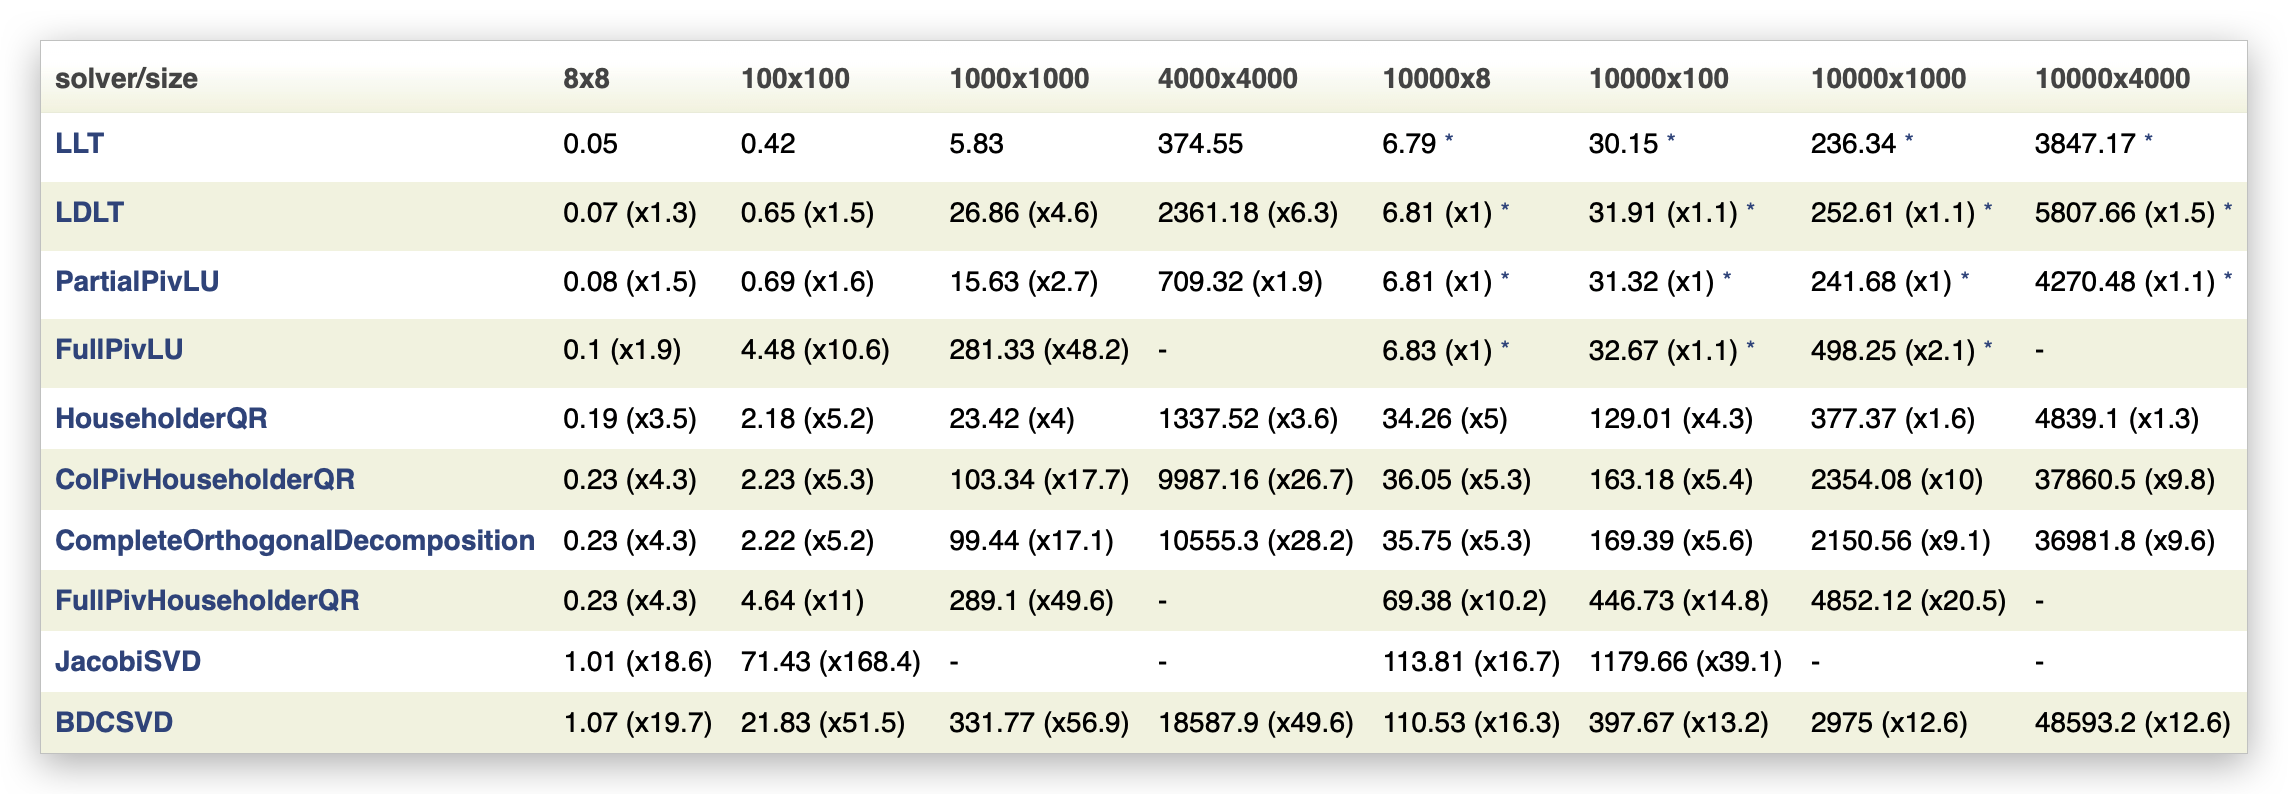 solver/size 8x8 100x100 1000x1000 4000x4000 10000x8 10000x100 10000x1000 10000x4000
LLT 0.05 0.42 5.83 374.55 6.79 * 30.15 * 236.34 * 3847.17 *
LDLT 0.07 (x1.3) 0.65 (x1.5) 26.86 (x4.6) 2361.18 (x6.3) 6.81 (x1) * 31.91 (x1.1) * 252.61 (x1.1) * 5807.66 (x1.5) *
PartialPivLU 0.08 (x1.5) 0.69 (x1.6) 15.63 (x2.7) 709.32 (x1.9) 6.81 (x1) * 31.32 (x1) * 241.68 (x1) * 4270.48 (x1.1) *
FullPivLU 0.1 (x1.9) 4.48 (x10.6) 281.33 (x48.2) - 6.83 (x1) * 32.67 (x1.1) * 498.25 (x2.1) * -
HouseholderQR 0.19 (x3.5) 2.18 (x5.2) 23.42 (x4) 1337.52 (x3.6) 34.26 (x5) 129.01 (x4.3) 377.37 (x1.6) 4839.1 (x1.3)
ColPivHouseholderQR 0.23 (x4.3) 2.23 (x5.3) 103.34 (x17.7) 9987.16 (x26.7) 36.05 (x5.3) 163.18 (x5.4) 2354.08 (x10) 37860.5 (x9.8)
CompleteOrthogonalDecomposition 0.23 (x4.3) 2.22 (x5.2) 99.44 (x17.1) 10555.3 (x28.2) 35.75 (x5.3) 169.39 (x5.6) 2150.56 (x9.1) 36981.8 (x9.6)
FullPivHouseholderQR 0.23 (x4.3) 4.64 (x11) 289.1 (x49.6) - 69.38 (x10.2) 446.73 (x14.8) 4852.12 (x20.5) -
JacobiSVD 1.01 (x18.6) 71.43 (x168.4) - - 113.81 (x16.7) 1179.66 (x39.1) - -
BDCSVD 1.07 (x19.7) 21.83 (x51.5) 331.77 (x56.9) 18587.9 (x49.6) 110.53 (x16.3) 397.67 (x13.2) 2975 (x12.6) 48593.2 (x12.6)